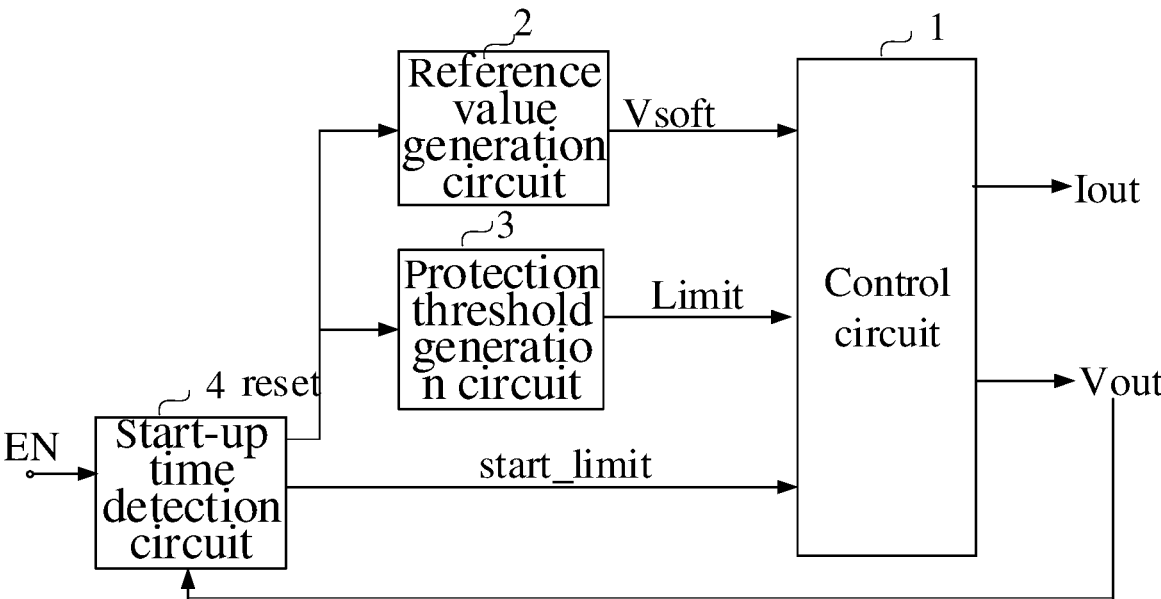 2
1
Reference
value
generation
circuit
Vsoft
Iout
3
Protection
threshold
generatio
n circuit
Limit
Control
circuit
4 reset
Vout
EN
Start-up
time
detection
circuit
start_limit